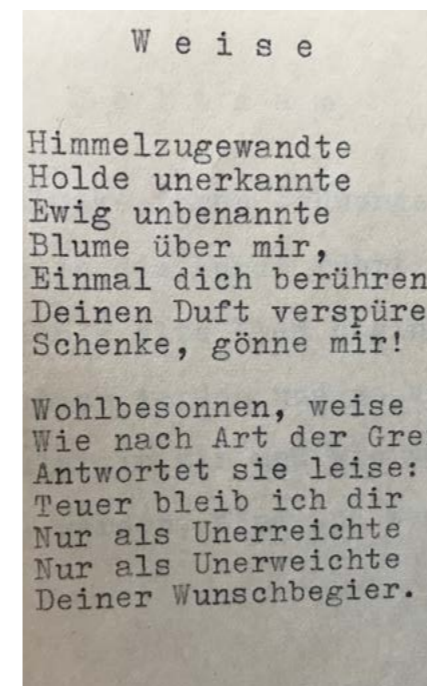 W e i s e
Himmelzugewandte
Holde unerkannte
Ewig unbenannte
Blume über mir,
Einmal dich berühren
Deinen Duft verspüre
Schenke, gönne mir!
Wohlbesonnen, weise
Wie nach Art der Gre
Antwortet sie leise:
Teuer bleib ich dir
Nur als Unerreichte
Nur als Unerweichte
Deiner Wunschbegier.